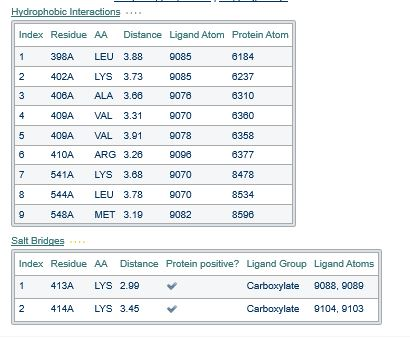 Hydrophobic Interactions ····
Index Residue AA Distance Ligand Atom Protein Atom
1 398A LEU 3.88 9085 6184
2 402A LYS 3.73 9085 6237
3 406A ALA 3.66 9076 6310
4 409A VAL 3.31 9070 6360
5 409A VAL 3.91 9078 6358
6 410A ARG 3.26 9096 6377
7 541A LYS 3.68 9070 8478
8 544A LEU 3.78 9070 8534
9 548A MET 3.19 9082 8596
Salt Bridges ····
Index Residue AA Distance Protein positive? Ligand Group Ligand Atoms
1 413A LYS 2.99 ✔ Carboxylate 9088, 9089
2 414A LYS 3.45 ✔ Carboxylate 9104, 9103